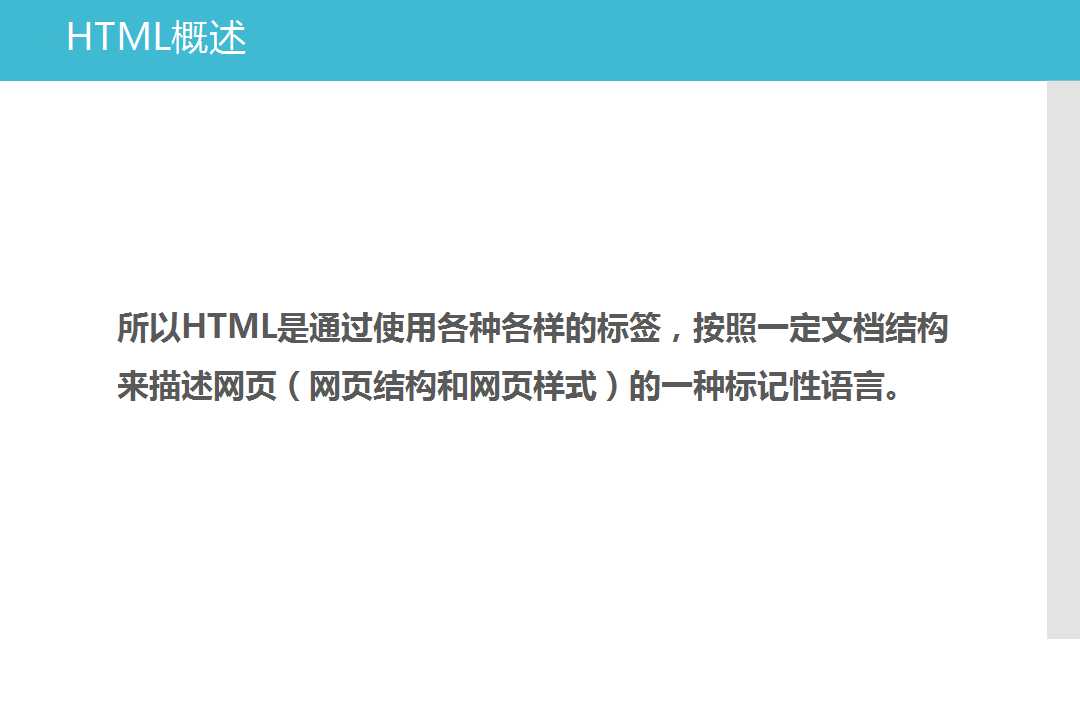 HTML概述
所以HTML是通过使用各种各样的标签，按照一定文档结构
来描述网页（网页结构和网页样式）的一种标记性语言。